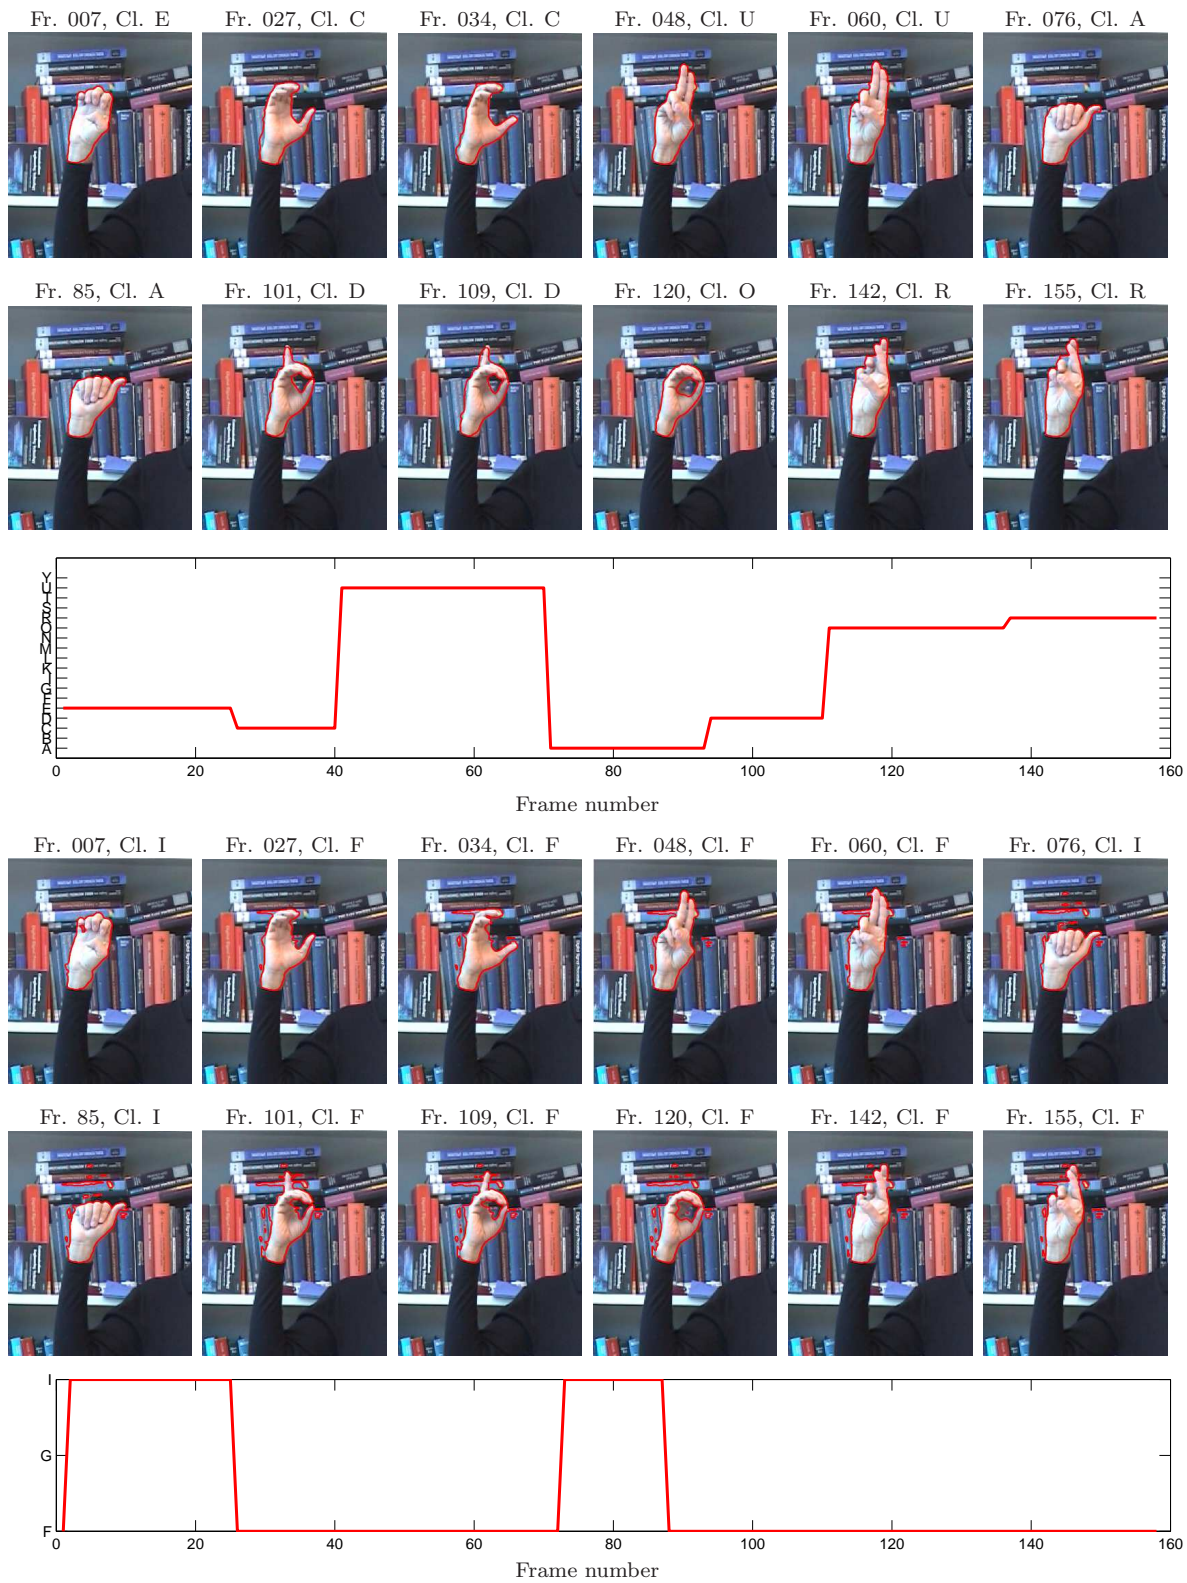 Fr. 007, Cl. E Fr. 027, Cl. C Fr. 034, Cl. C Fr. 048, Cl. U Fr. 060, Cl. U Fr. 076, Cl. A
Fr. 85, Cl. A Fr. 101, Cl. D Fr. 109, Cl. D Fr. 120, Cl. O Fr. 142, Cl. R Fr. 155, Cl. R
Y
U
T
S
R
O
N
M
L
K
I
G
F
E
D
C
B
A
0 20 40 60 80 100 120 140 160
Frame number
Fr. 007, Cl. I Fr. 027, Cl. F Fr. 034, Cl. F Fr. 048, Cl. F Fr. 060, Cl. F Fr. 076, Cl. I
Fr. 85, Cl. I Fr. 101, Cl. F Fr. 109, Cl. F Fr. 120, Cl. F Fr. 142, Cl. F Fr. 155, Cl. F
I
G
F
0 20 40 60 80 100 120 140 160
Frame number